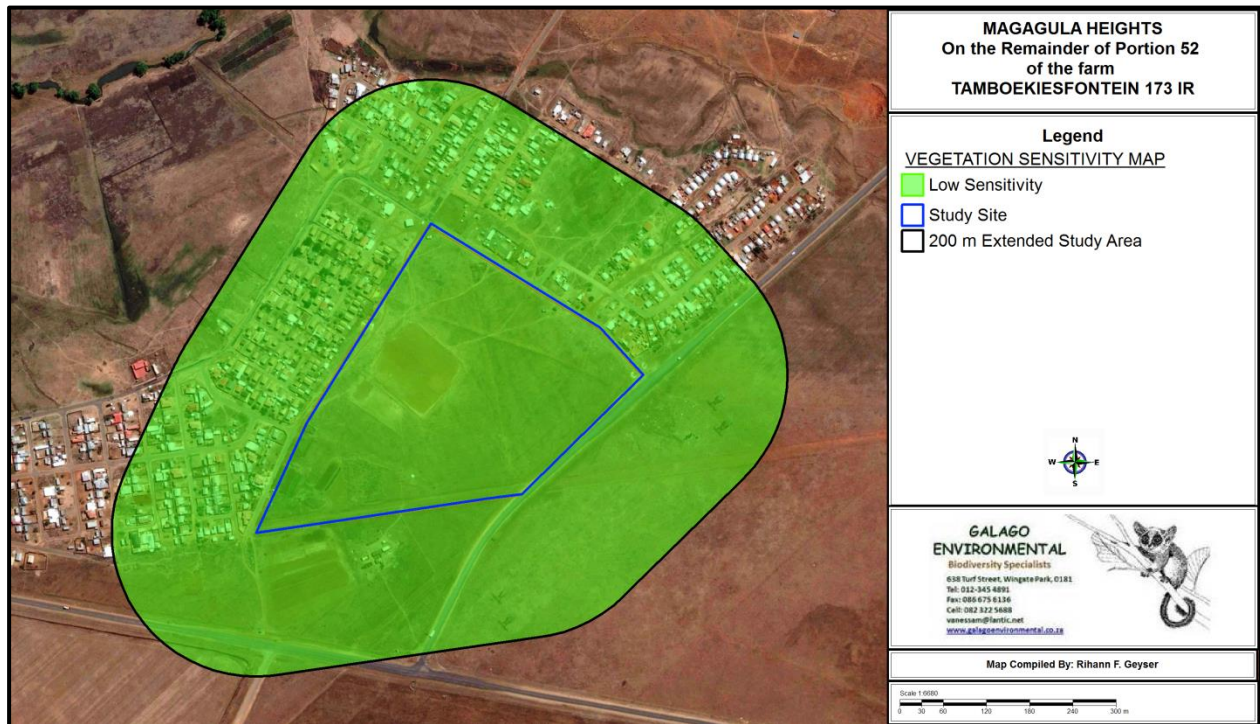 MAGAGULA HEIGHTS
On the Remainder of Portion 52
of the farm
TAMBOEKIESFONTEIN 173 IR
Legend
VEGETATION SENSITIVITY MAP
Low Sensitivity
Study Site
200 m Extended Study Area
N
W E
S
GALAGO
ENVIRONMENTAL
Biodiversity Specialists
638 Turf Street, Wingate Park, 0181
Tel: 012-345 4891
Fax: 086 675 6136
Cell: 082 322 5688
vanessam@lantic.net
www.galagoenvironmental.co.za
Map Compiled By: Rihann F. Geyser
Scale 1:6680
0 30 60 120 180 240 300 m